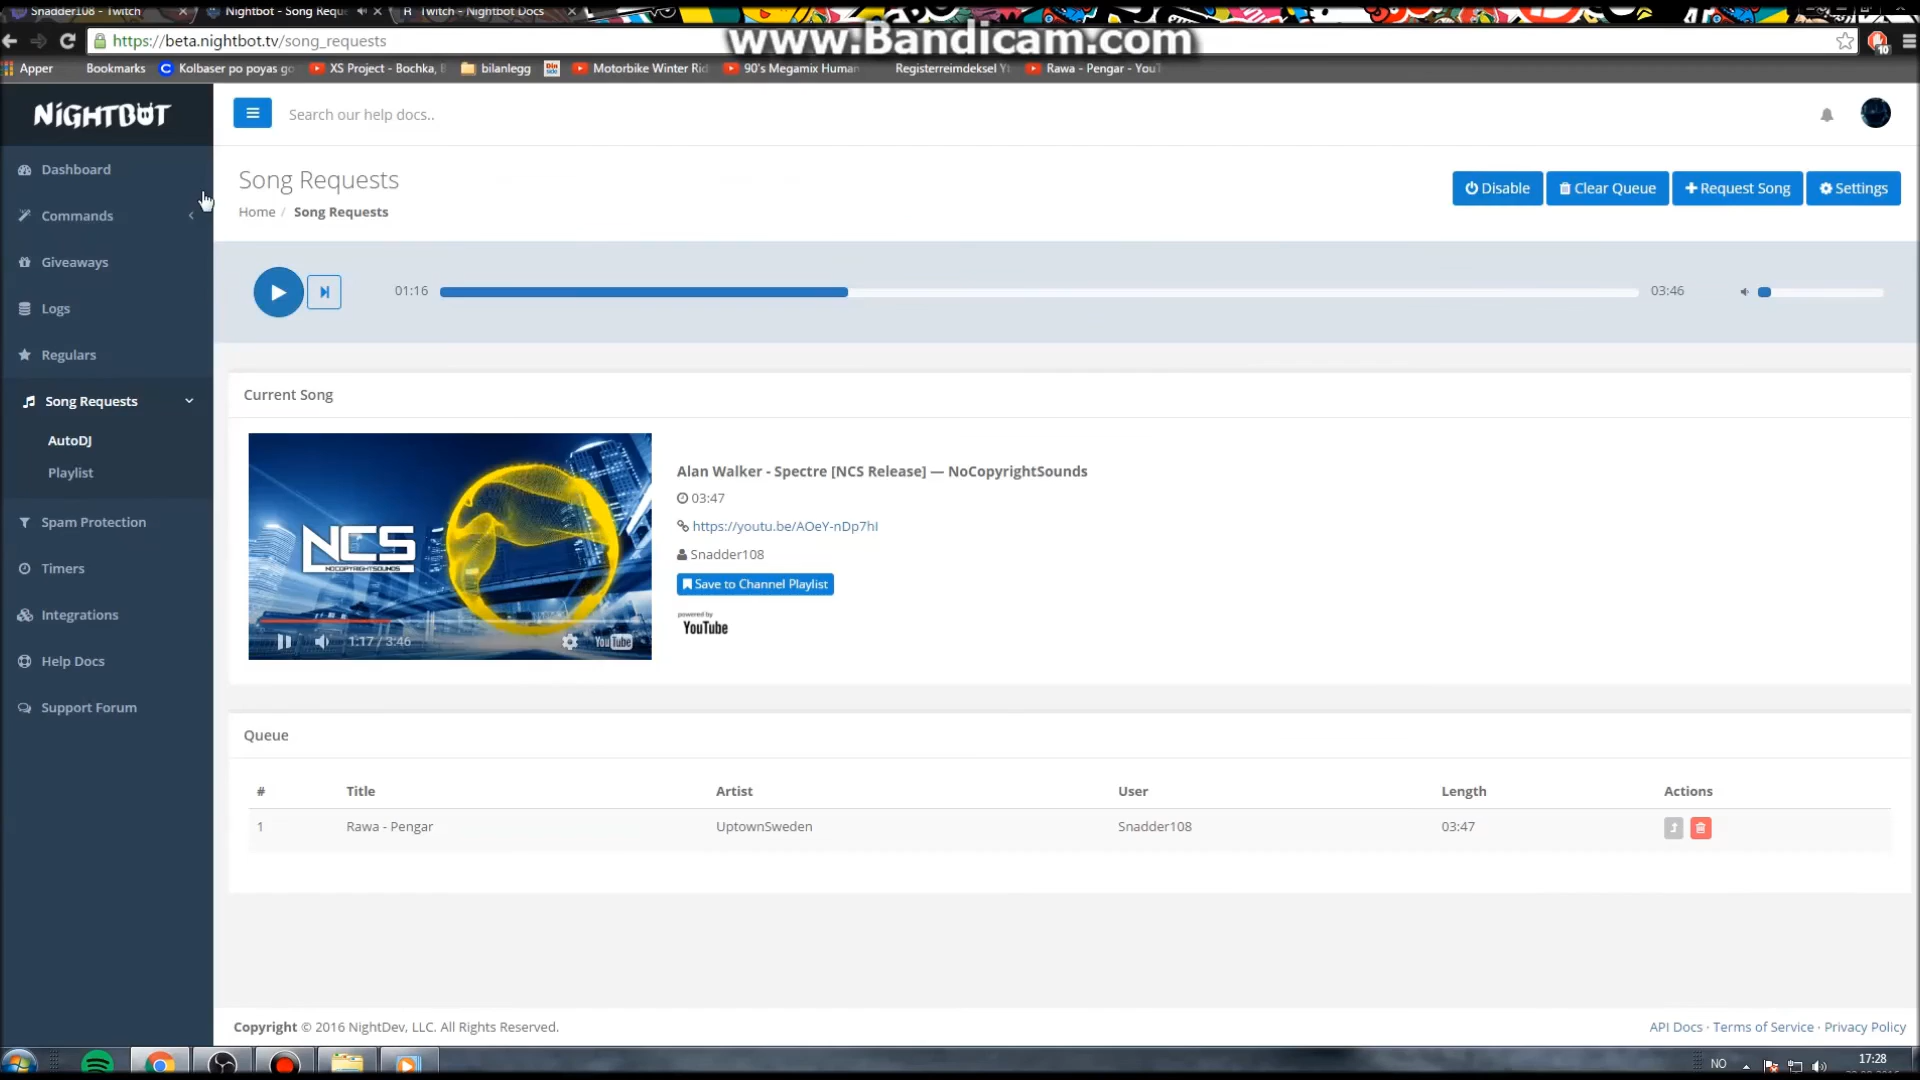 Snadder108 - Twitch
Nightbot - Song Requ
Twitch - Nightbot Docs
https://beta.nightbot.tv/song_requests
www.Bandicam.com
10
Apper
Bookmarks
Kolbaser po poyas go
XS Project - Bochka, B
bilanlegg
Motorbike Winter Rid
90's Megamix Human
Registerreimdeksel Y
Rawa - Pengar - YouT
NiGHTBOT
Search our help docs..
Dashboard
Commands
Giveaways
Logs
Regulars
Song Requests
AutoDJ
Playlist
Spam Protection
Timers
Integrations
Help Docs
Support Forum
Song Requests
Home / Song Requests
Disable
Clear Queue
Request Song
Settings
01:16
03:46
Current Song
NCS
NOCOPYRIGHTSOUNDS
1:17 / 3:46
YouTube
Alan Walker - Spectre [NCS Release] — NoCopyrightSounds
03:47
https://youtu.be/AOeY-nDp7hI
Snadder108
Save to Channel Playlist
powered by
YouTube
Queue
# Title Artist User Length Actions
1 Rawa - Pengar UptownSweden Snadder108 03:47
Copyright © 2016 NightDev, LLC. All Rights Reserved.
API Docs · Terms of Service · Privacy Policy
NO
17:28